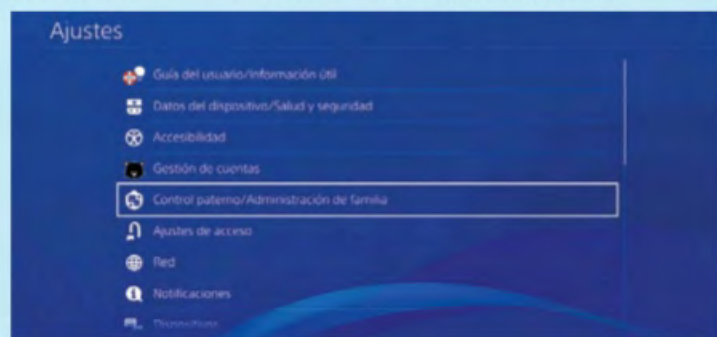 Ajustes
Guía del usuario/Información útil
Datos del dispositivo/Salud y seguridad
Accesibilidad
Gestión de cuentas
Control paterno/Administración de familia
Ajustes de acceso
Red
Notificaciones
Dispositivos